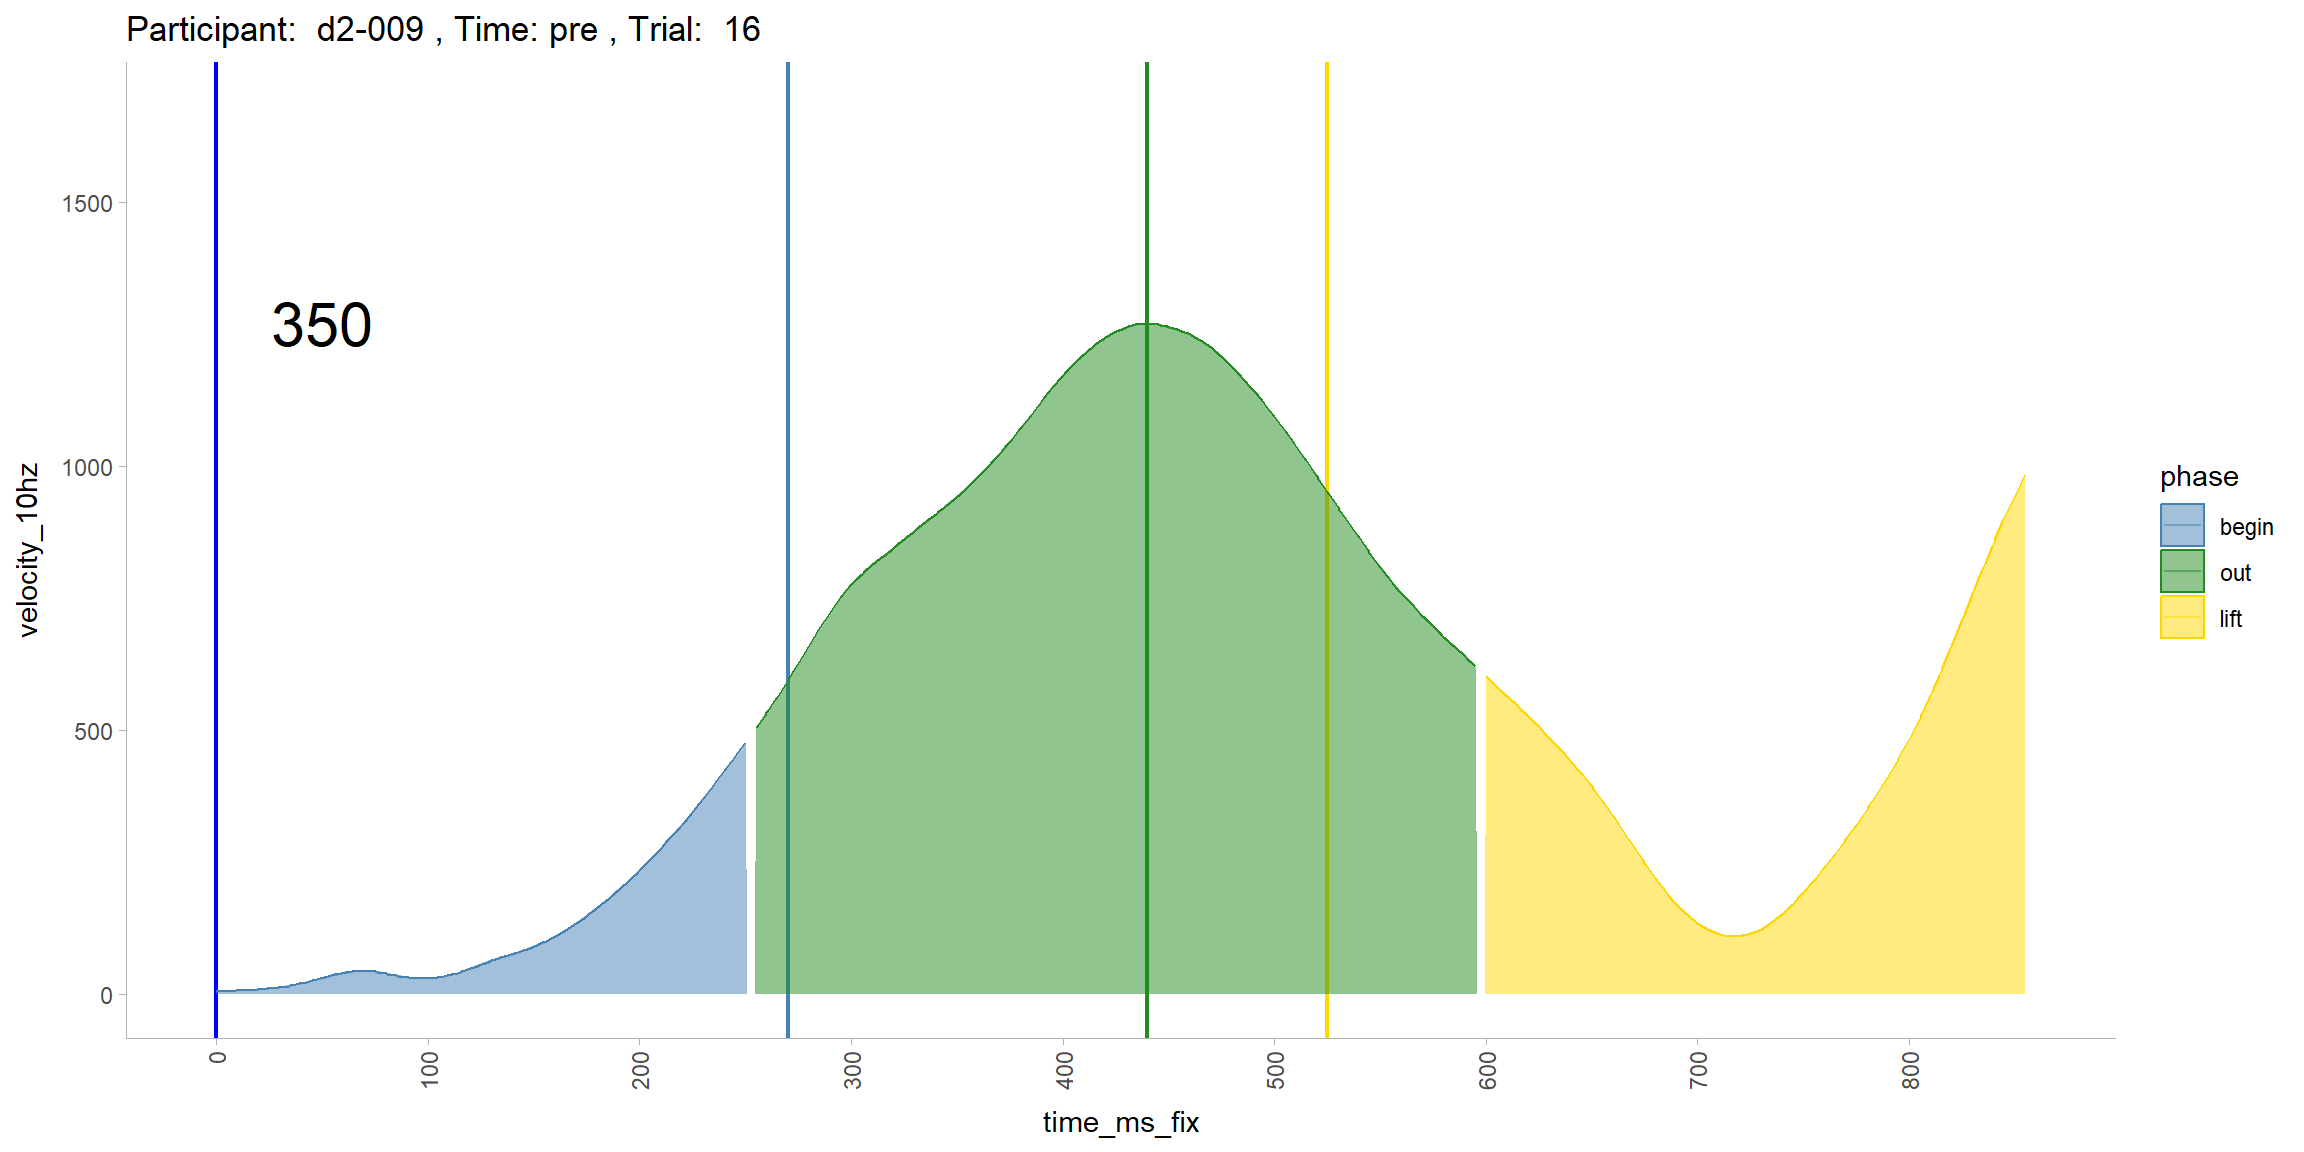 Participant:  d2-009 , Time: pre , Trial:  16
1500
1000
500
0
velocity_10hz
350
0
100
200
300
400
500
600
700
800
time_ms_fix
phase
begin
out
lift